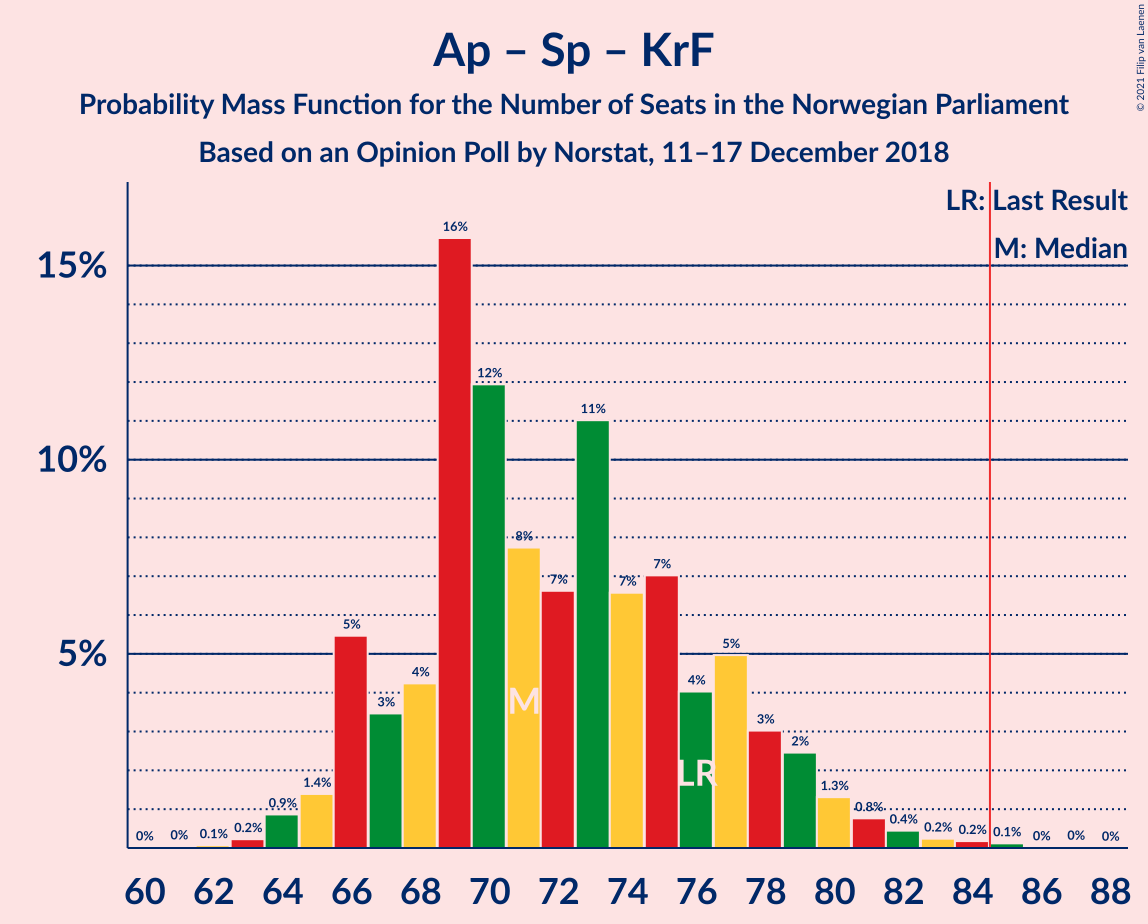 Ap – Sp – KrF
Probability Mass Function for the Number of Seats in the Norwegian Parliament
Based on an Opinion Poll by Norstat, 11–17 December 2018
© 2021 Filip van Laenen
LR: Last Result
M: Median
15%
10%
5%
0% 0% 0.1% 0.2% 0.9% 1.4% 5% 3% 4% 16% 12% 8% 7% 11% 7% 7% 4% 5% 3% 2% 1.3% 0.8% 0.4% 0.2% 0.2% 0.1% 0% 0% 0%
M
LR
60 62 64 66 68 70 72 74 76 78 80 82 84 86 88